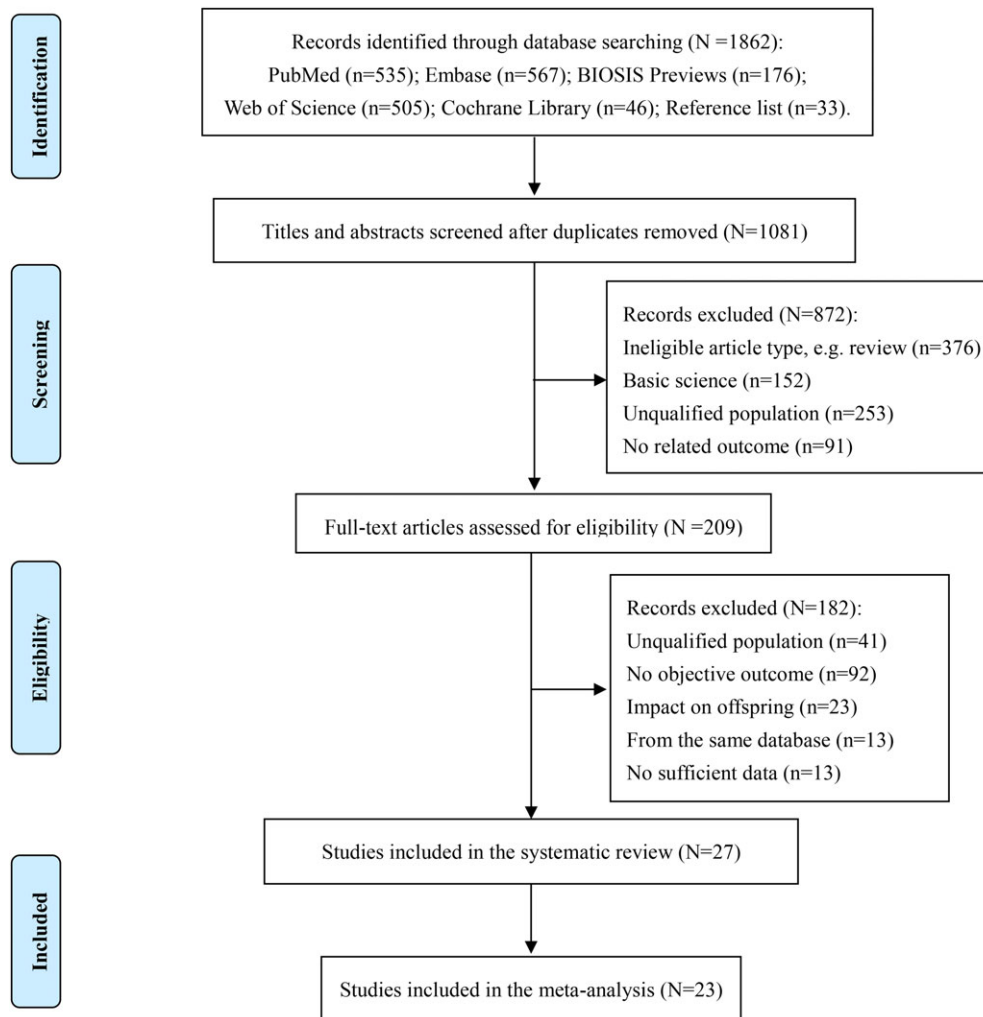 Identification
Records identified through database searching (N =1862):
PubMed (n=535); Embase (n=567); BIOSIS Previews (n=176);
Web of Science (n=505); Cochrane Library (n=46); Reference list (n=33).
Titles and abstracts screened after duplicates removed (N=1081)
Screening
Records excluded (N=872):
Ineligible article type, e.g. review (n=376)
Basic science (n=152)
Unqualified population (n=253)
No related outcome (n=91)
Full-text articles assessed for eligibility (N =209)
Eligibility
Records excluded (N=182):
Unqualified population (n=41)
No objective outcome (n=92)
Impact on offspring (n=23)
From the same database (n=13)
No sufficient data (n=13)
Studies included in the systematic review (N=27)
Included
Studies included in the meta-analysis (N=23)